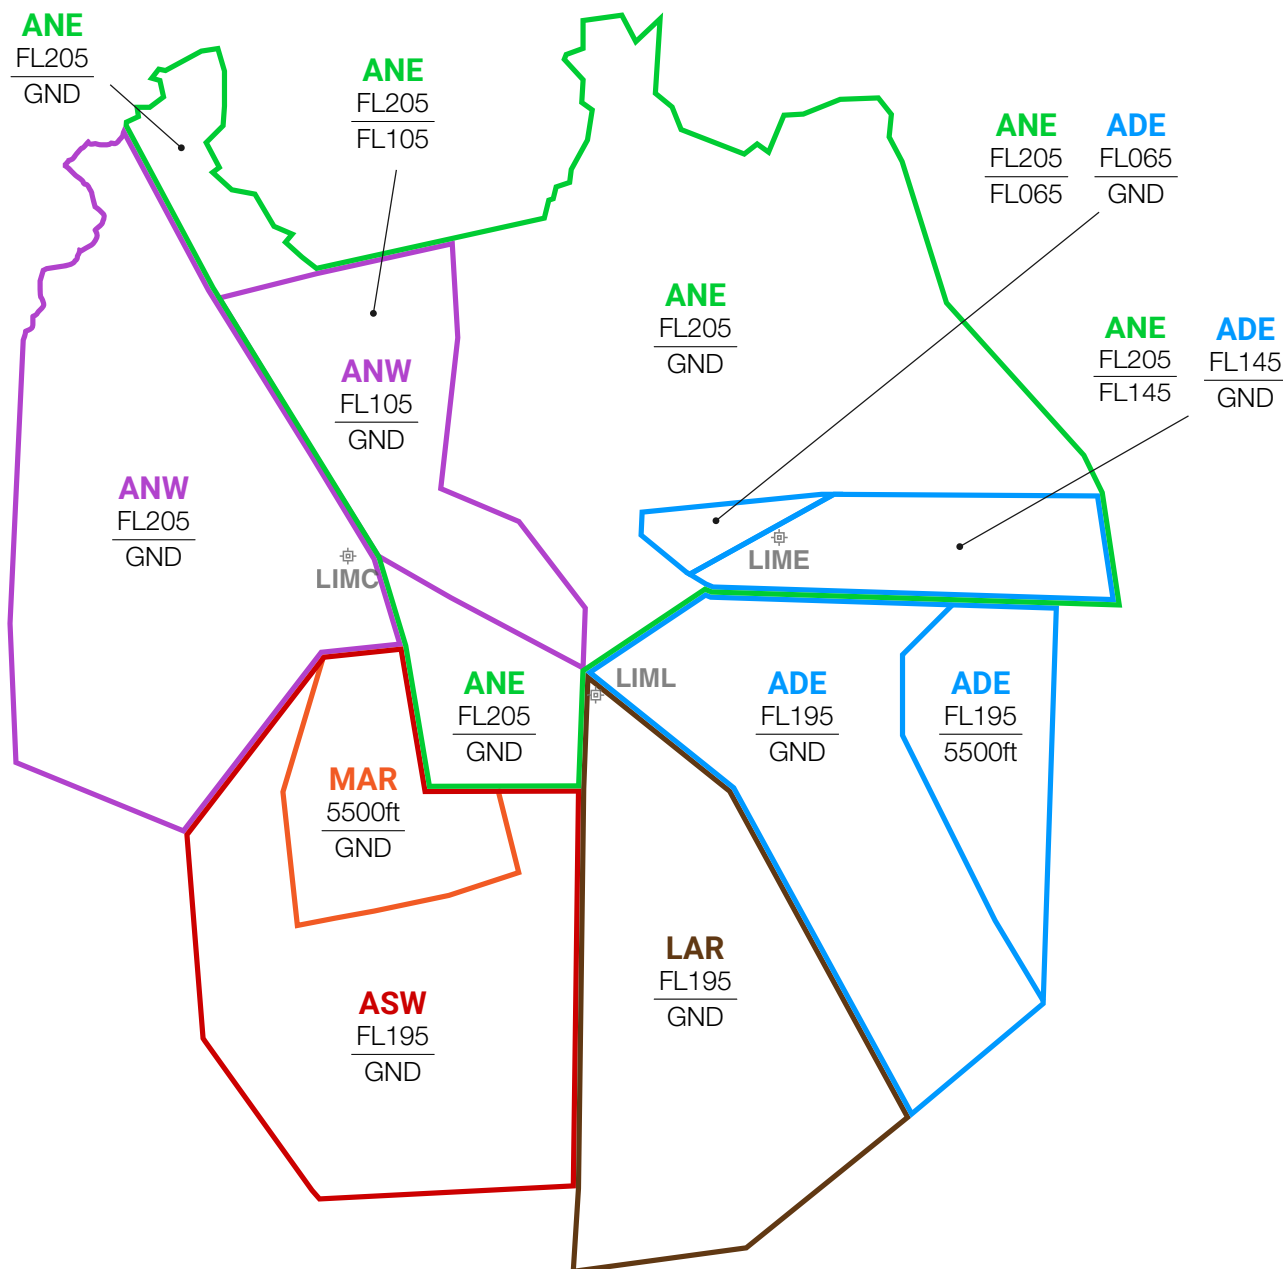 ANE
FL205
GND
ANE
FL205
FL105
ANE
FL205
FL065
ADE
FL065
GND
ANE
FL205
GND
ANE
FL205
FL145
ADE
FL145
GND
ANW
FL105
GND
ANW
FL205
GND
LIMC
LIME
LIML
ANE
FL205
GND
ADE
FL195
GND
ADE
FL195
5500ft
MAR
5500ft
GND
LAR
FL195
GND
ASW
FL195
GND